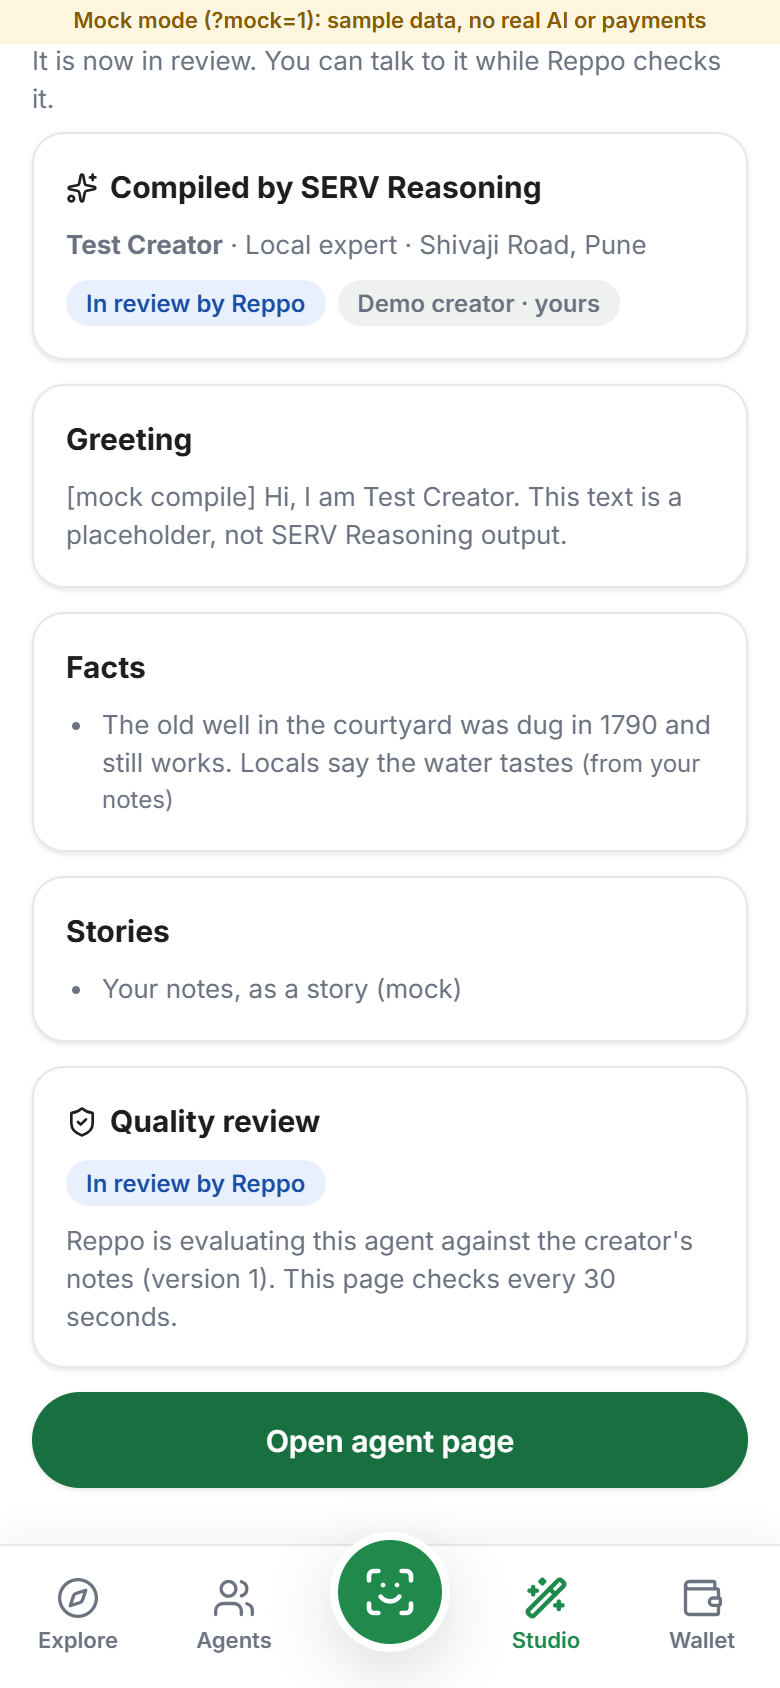 Mock mode (?mock=1): sample data, no real AI or payments
It is now in review. You can talk to it while Reppo checks
it.
Compiled by SERV Reasoning
Test Creator · Local expert · Shivaji Road, Pune
In review by Reppo
Demo creator · yours
Greeting
[mock compile] Hi, I am Test Creator. This text is a
placeholder, not SERV Reasoning output.
Facts
• The old well in the courtyard was dug in 1790 and
still works. Locals say the water tastes (from your
notes)
Stories
• Your notes, as a story (mock)
Quality review
In review by Reppo
Reppo is evaluating this agent against the creator's
notes (version 1). This page checks every 30
seconds.
Open agent page
Explore
Agents
Studio
Wallet